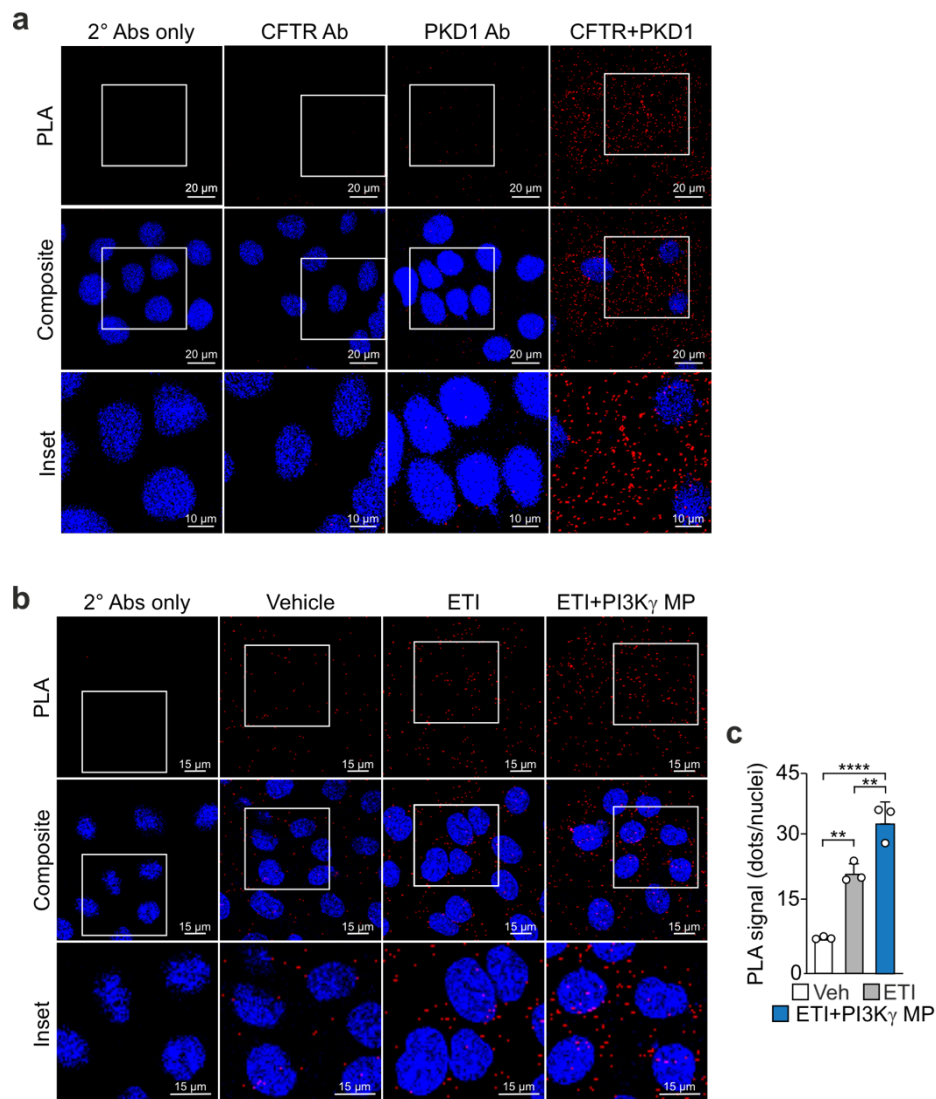 a
2° Abs only CFTR Ab PKD1 Ab CFTR+PKD1
PLA
20 µm 20 µm 20 µm 20 µm
Composite
20 µm 20 µm 20 µm 20 µm
Inset
10 µm 10 µm 10 µm 10 µm
b
2° Abs only Vehicle ETI ETI+PI3Kγ MP
PLA
15 µm 15 µm 15 µm 15 µm
Composite
15 µm 15 µm 15 µm 15 µm
Inset
15 µm 15 µm 15 µm 15 µm
c
PLA signal (dots/nuclei)
45
30
15
0
****
**
**
Veh ETI
ETI+PI3Kγ MP